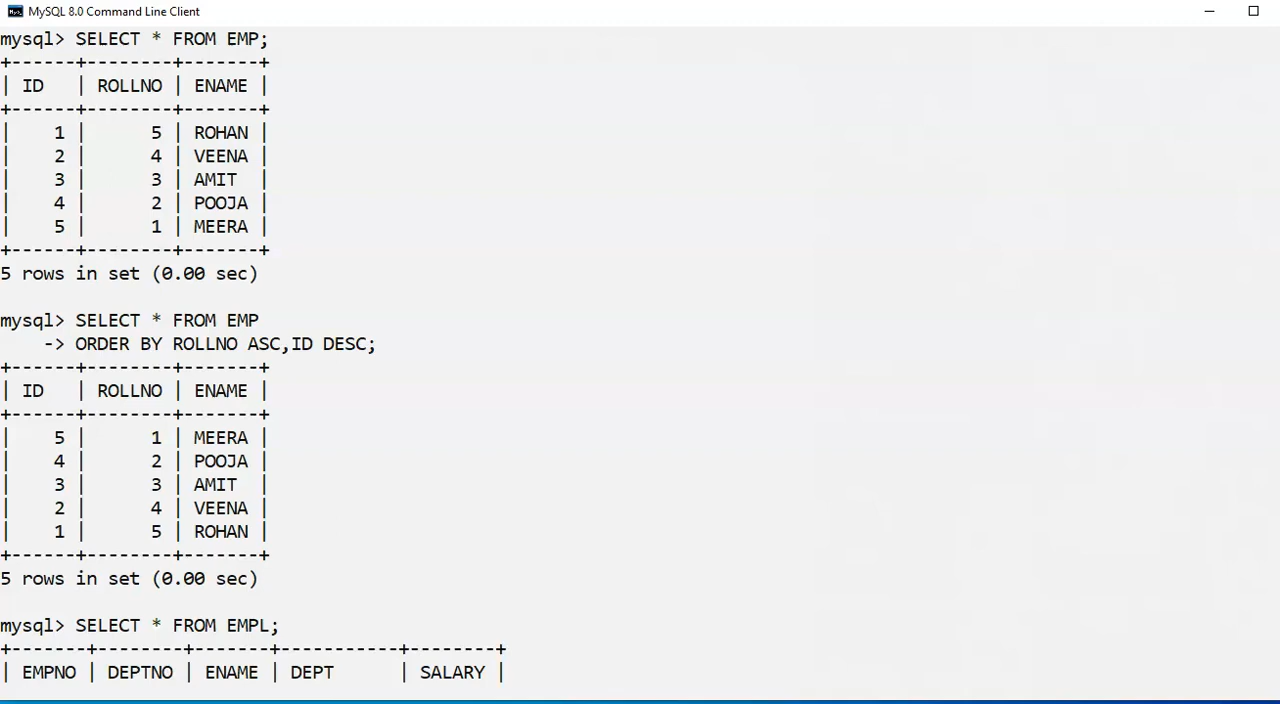 MySQL 8.0 Command Line Client
mysql> SELECT * FROM EMP;
+------+--------+-------+
| ID   | ROLLNO | ENAME |
+------+--------+-------+
|    1 |      5 | ROHAN |
|    2 |      4 | VEENA |
|    3 |      3 | AMIT  |
|    4 |      2 | POOJA |
|    5 |      1 | MEERA |
+------+--------+-------+
5 rows in set (0.00 sec)
mysql> SELECT * FROM EMP
    -> ORDER BY ROLLNO ASC,ID DESC;
+------+--------+-------+
| ID   | ROLLNO | ENAME |
+------+--------+-------+
|    5 |      1 | MEERA |
|    4 |      2 | POOJA |
|    3 |      3 | AMIT  |
|    2 |      4 | VEENA |
|    1 |      5 | ROHAN |
+------+--------+-------+
5 rows in set (0.00 sec)
mysql> SELECT * FROM EMPL;
+-------+--------+-------+-----------+--------+
| EMPNO | DEPTNO | ENAME | DEPT      | SALARY |